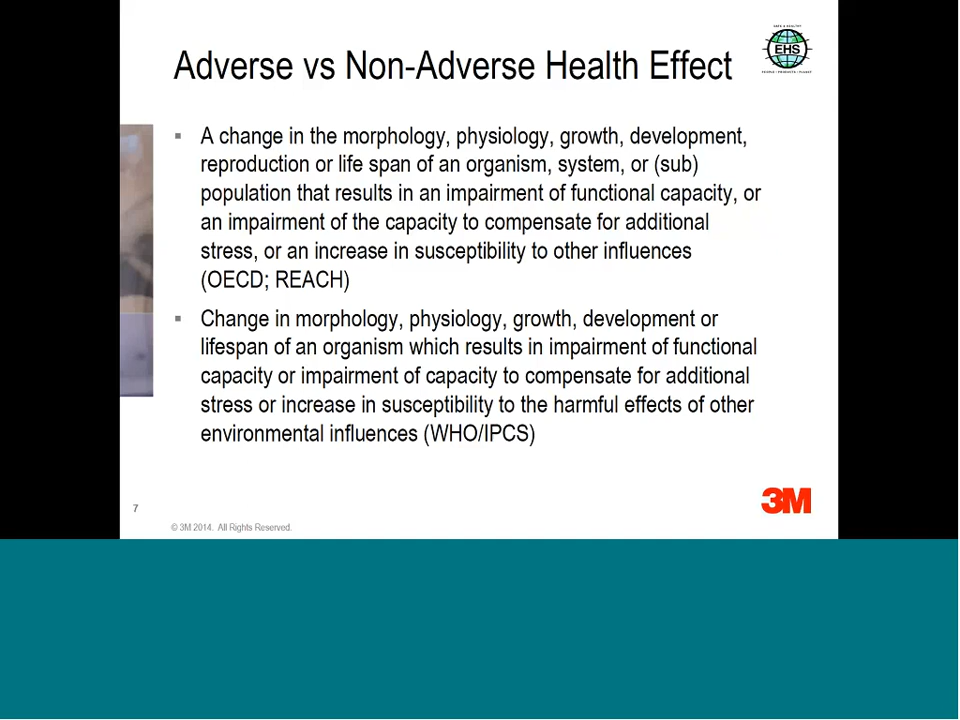 SAFE & HEALTHY
EHS
PEOPLE • PRODUCTS • PLANET
Adverse vs Non-Adverse Health Effect
▪ A change in the morphology, physiology, growth, development,
reproduction or life span of an organism, system, or (sub)
population that results in an impairment of functional capacity, or
an impairment of the capacity to compensate for additional
stress, or an increase in susceptibility to other influences
(OECD; REACH)
▪ Change in morphology, physiology, growth, development or
lifespan of an organism which results in impairment of functional
capacity or impairment of capacity to compensate for additional
stress or increase in susceptibility to the harmful effects of other
environmental influences (WHO/IPCS)
7
3M
© 3M 2014. All Rights Reserved.